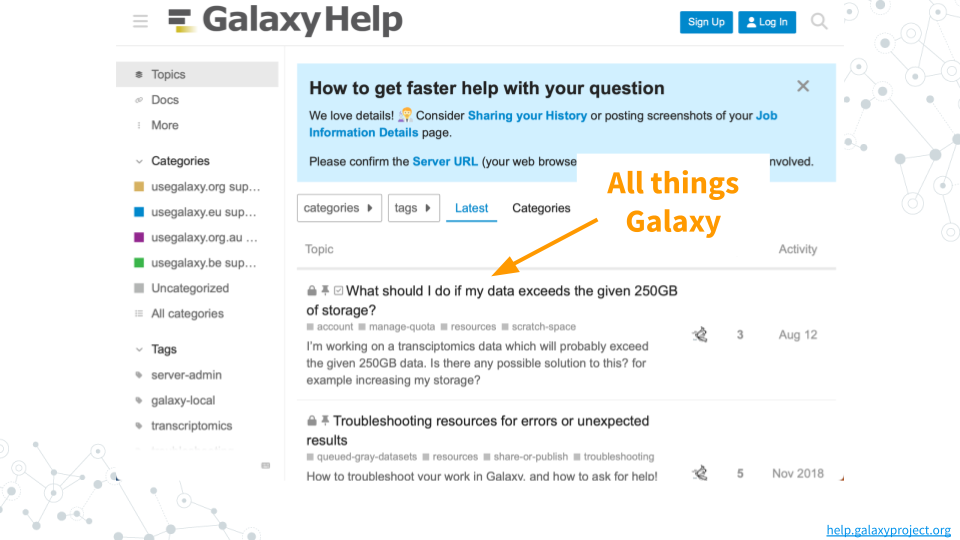 GalaxyHelp
Sign Up
Log In
Topics
Docs
More
Categories
usegalaxy.org sup...
usegalaxy.eu sup...
usegalaxy.org.au ...
usegalaxy.be sup...
Uncategorized
All categories
Tags
server-admin
galaxy-local
transcriptomics
How to get faster help with your question
We love details! Consider Sharing your History or posting screenshots of your Job
Information Details page.
Please confirm the Server URL (your web browse
nvolved.
All things
Galaxy
categories
tags
Latest
Categories
Topic
Activity
What should I do if my data exceeds the given 250GB
of storage?
account manage-quota resources scratch-space
I'm working on a transciptomics data which will probably exceed
the given 250GB data. Is there any possible solution to this? for
example increasing my storage?
3
Aug 12
Troubleshooting resources for errors or unexpected
results
queued-gray-datasets resources share-or-publish troubleshooting
How to troubleshoot your work in Galaxy, and how to ask for help!
5
Nov 2018
help.galaxyproject.org